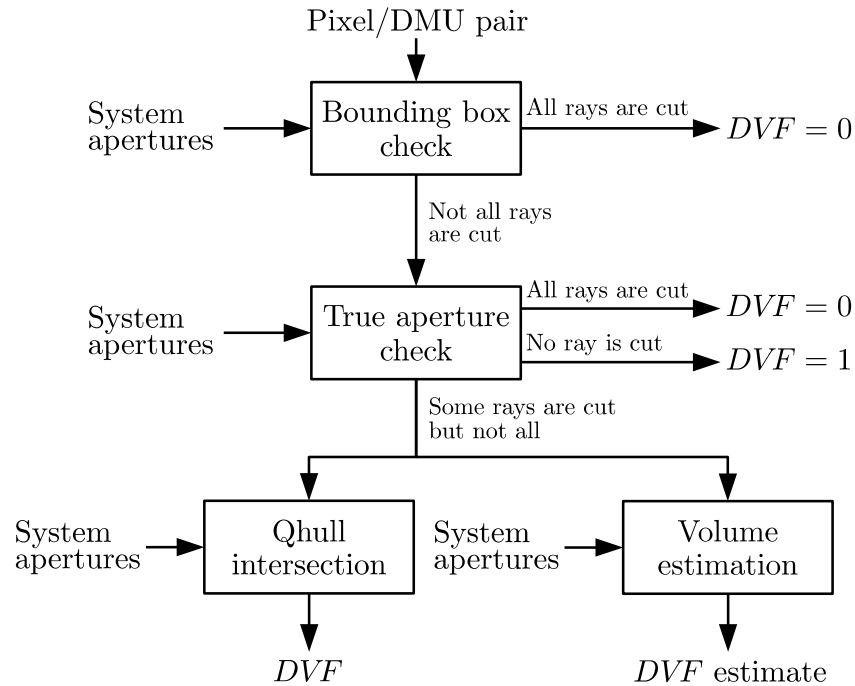 Pixel/DMU pair
System
apertures
Bounding box
check
All rays are cut
DVF = 0
Not all rays
are cut
System
apertures
True aperture
check
All rays are cut
DVF = 0
No ray is cut
DVF = 1
Some rays are cut
but not all
System
apertures
Qhull
intersection
System
apertures
Volume
estimation
DVF
DVF estimate